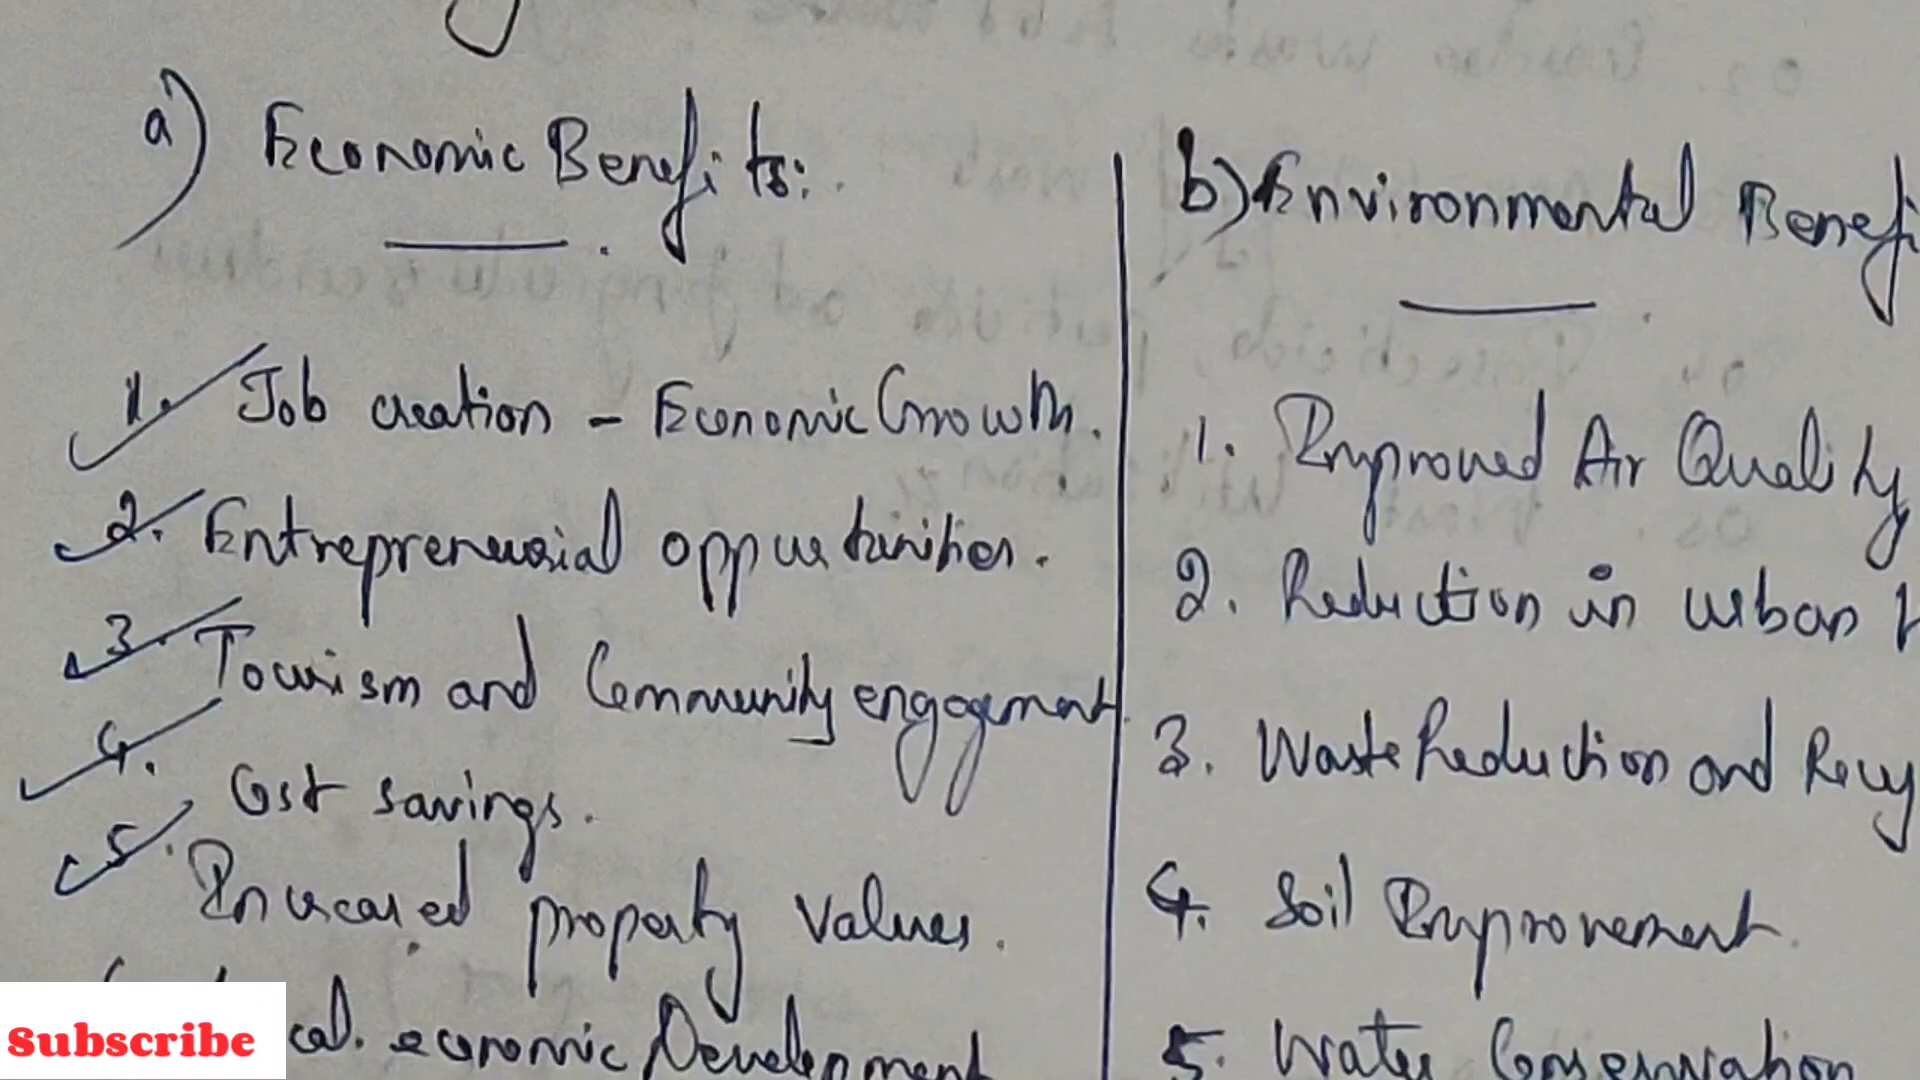 a) Economic Benefits:
1. Job creation - Economic Growth.
2. Entrepreneurial oppurtunities.
3. Tourism and Community engagement.
4. Cost savings.
5. Increased property values.
cal. economic Development
b) Environmental Benefi
1. Improved Air Quality
2. Reduction in urban
3. Waste Reduction and Recy
4. Soil Improvement.
5. Water Conservation
Subscribe